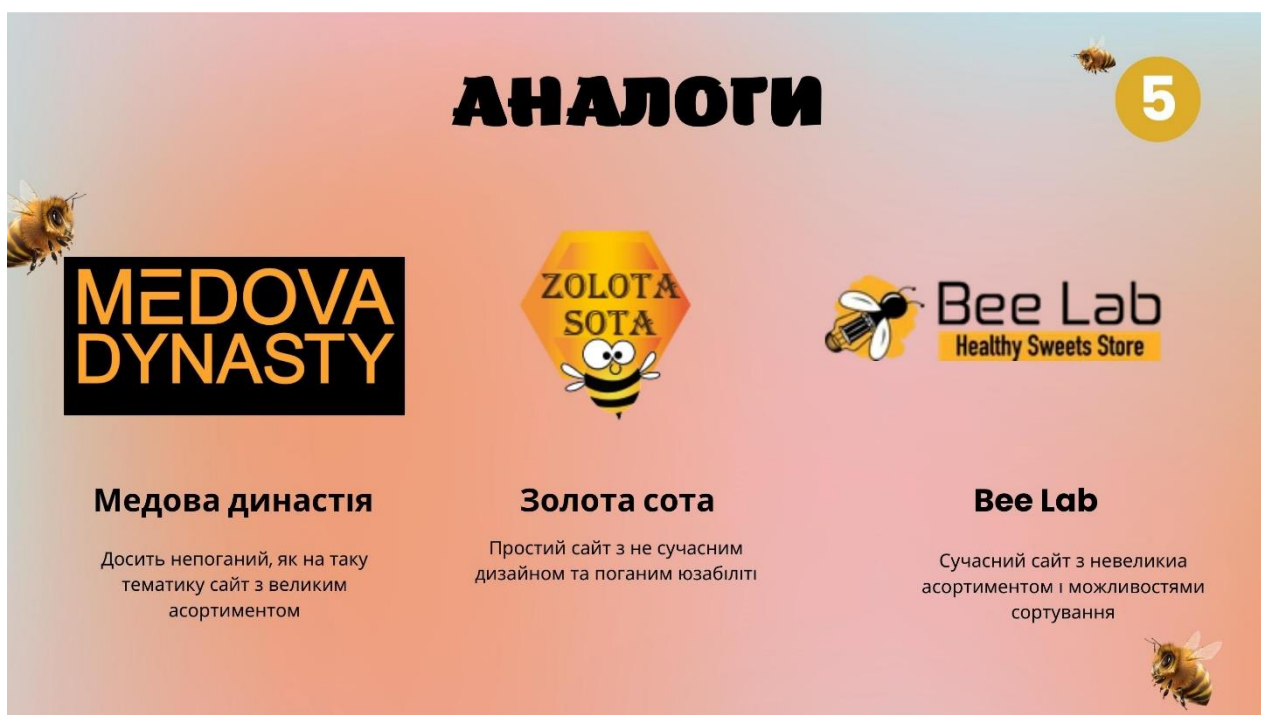 АНАЛОГИ
5
MEDOVA
DYNASTY
ZOLOTA
SOTA
Bee Lab
Healthy Sweets Store
Медова династія
Досить непоганий, як на таку
тематику сайт з великим
асортиментом
Золота сота
Простий сайт з не сучасним
дизайном та поганим юзабіліті
Bee Lab
Сучасний сайт з невеликиа
асортиментом і можливостями
сортування